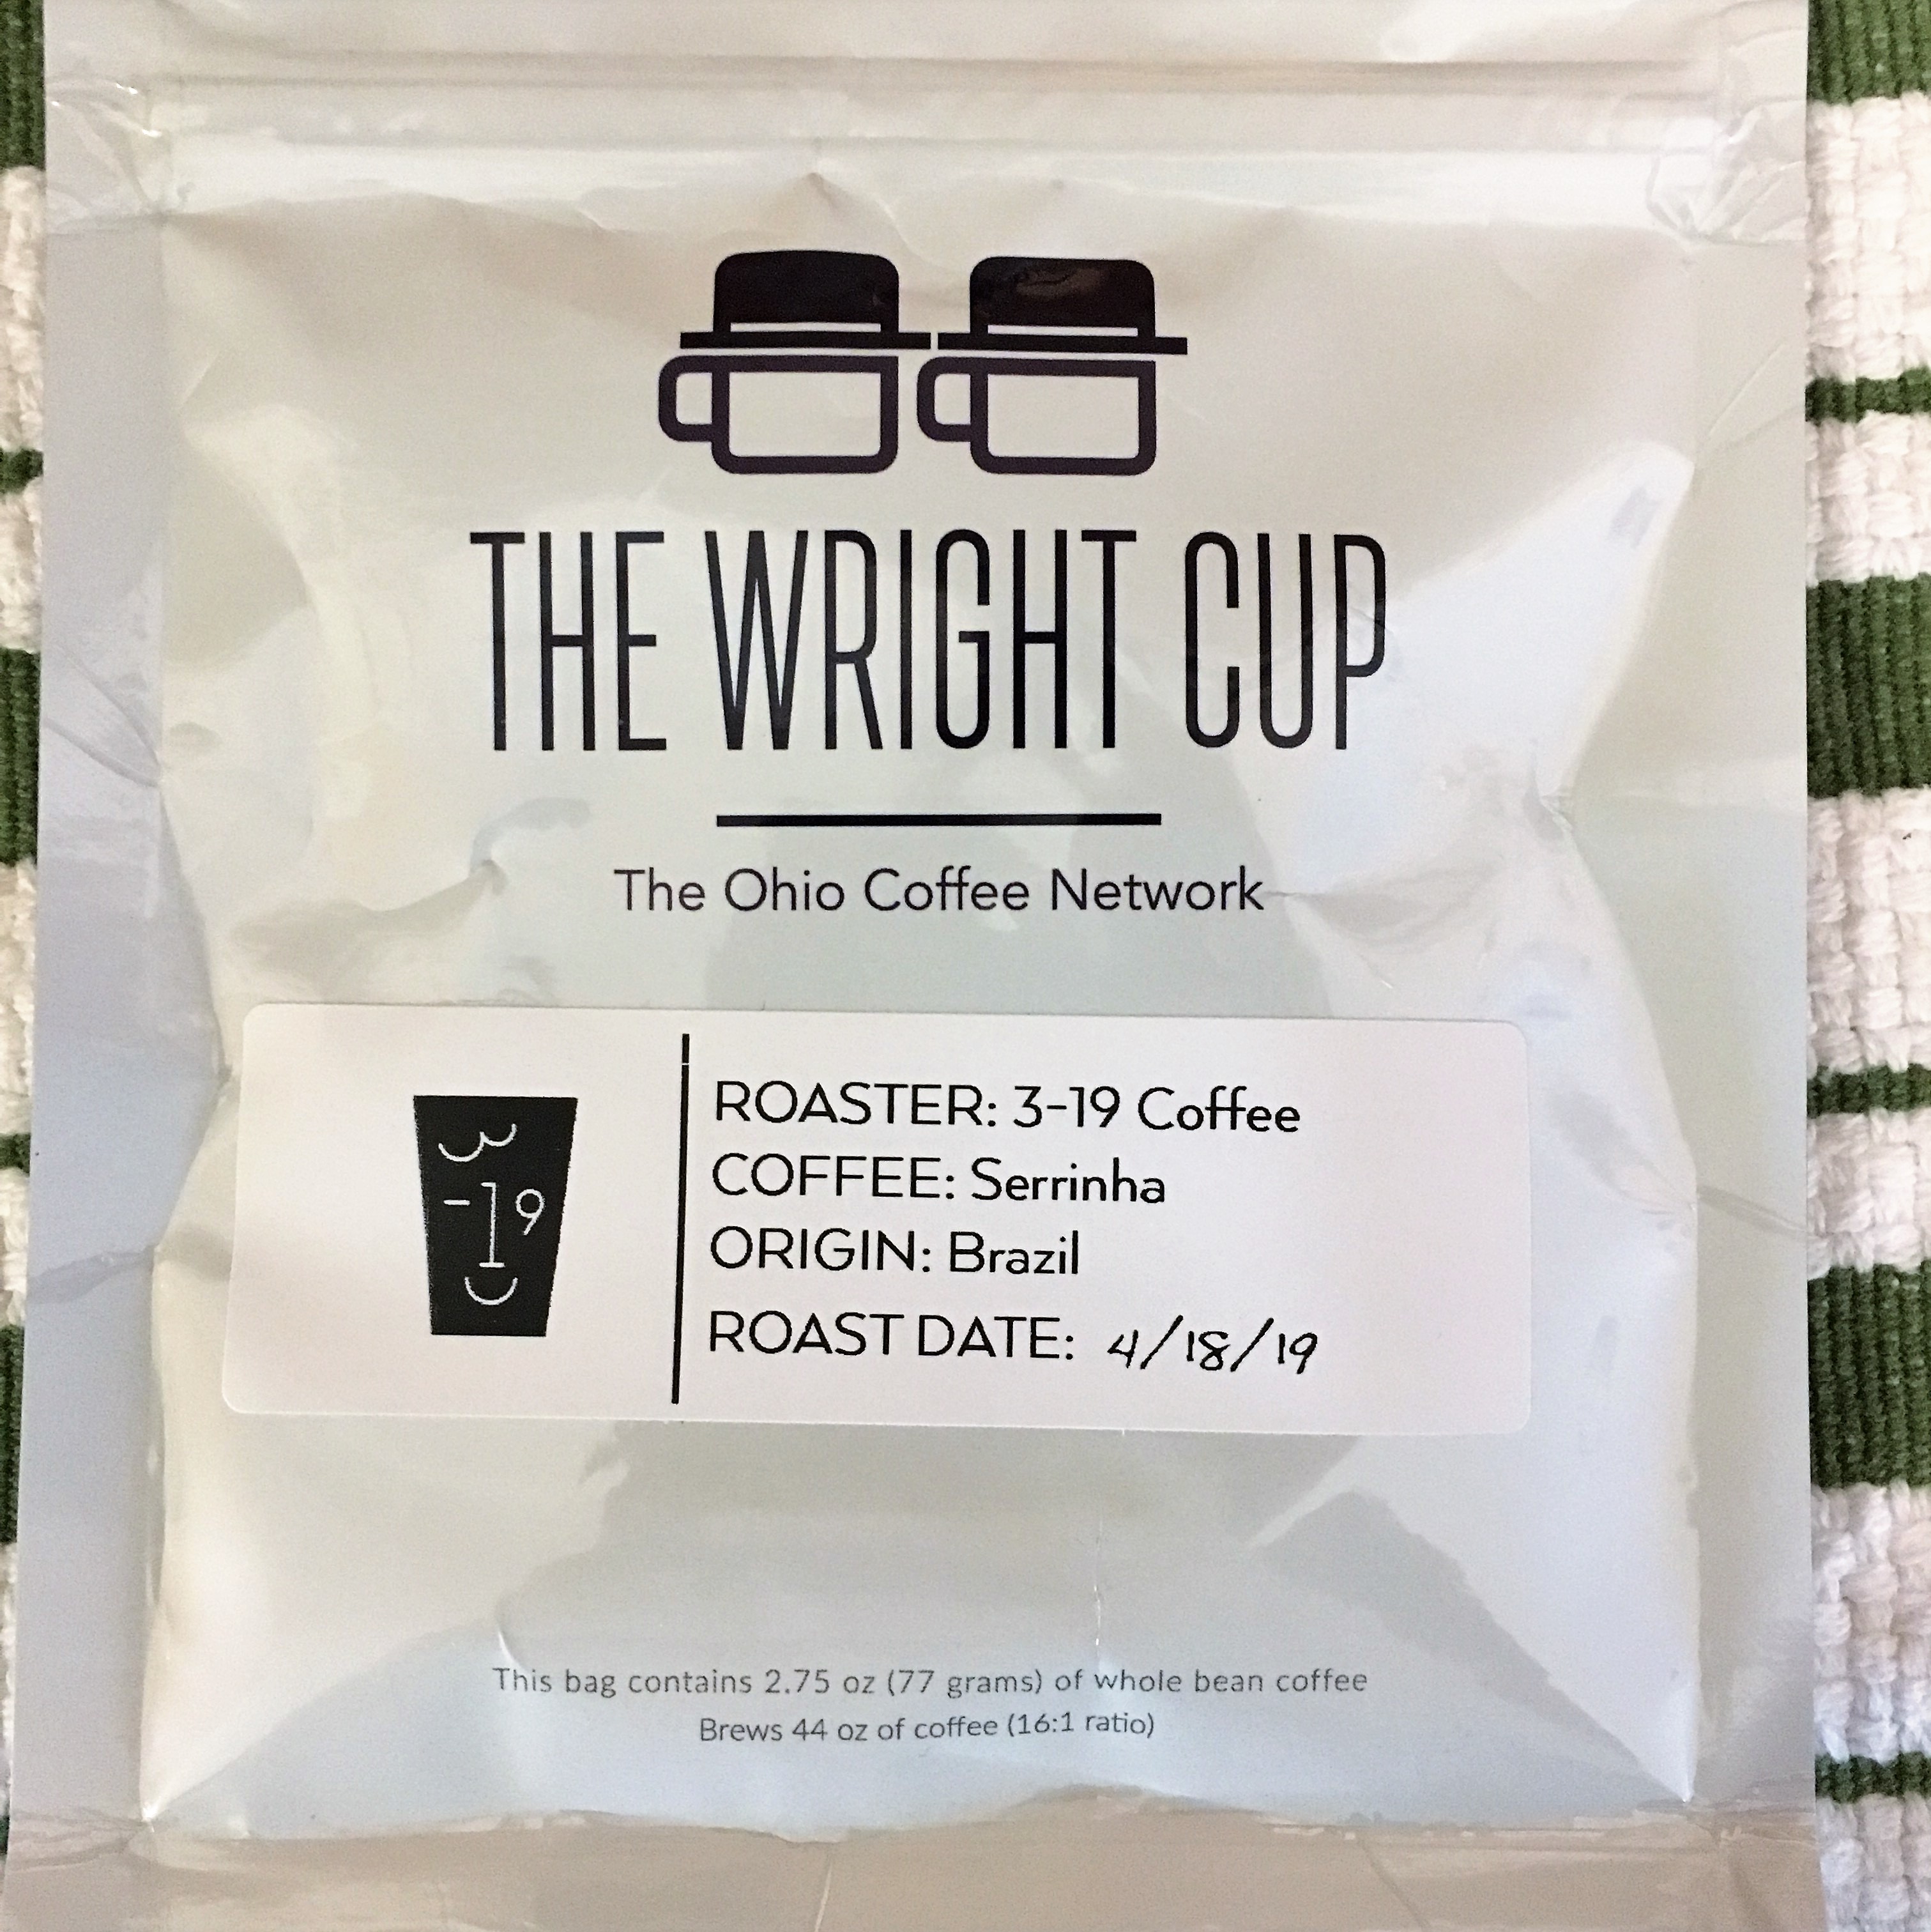 THE WRIGHT CUP
The Ohio Coffee Network
3
-19
ROASTER: 3-19 Coffee
COFFEE: Serrinha
ORIGIN: Brazil
ROAST DATE: 4/18/19
This bag contains 2.75 oz (77 grams) of whole bean coffee
Brews 44 oz of coffee (16:1 ratio)